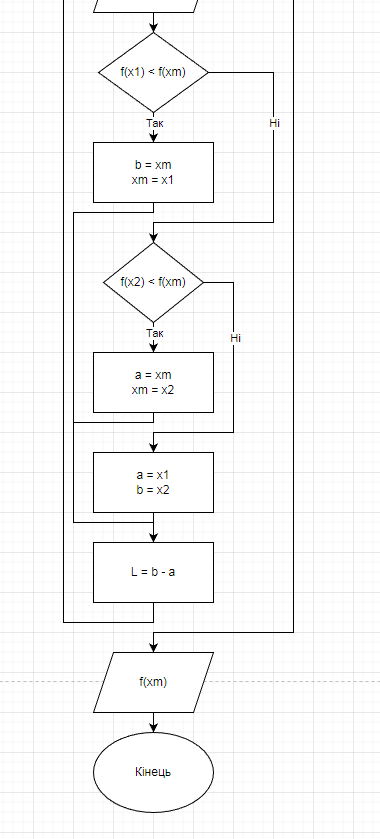 f(x1) < f(xm)
Так
Ні
b = xm
xm = x1
f(x2) < f(xm)
Так
Ні
a = xm
xm = x2
a = x1
b = x2
L = b - a
f(xm)
Кінець